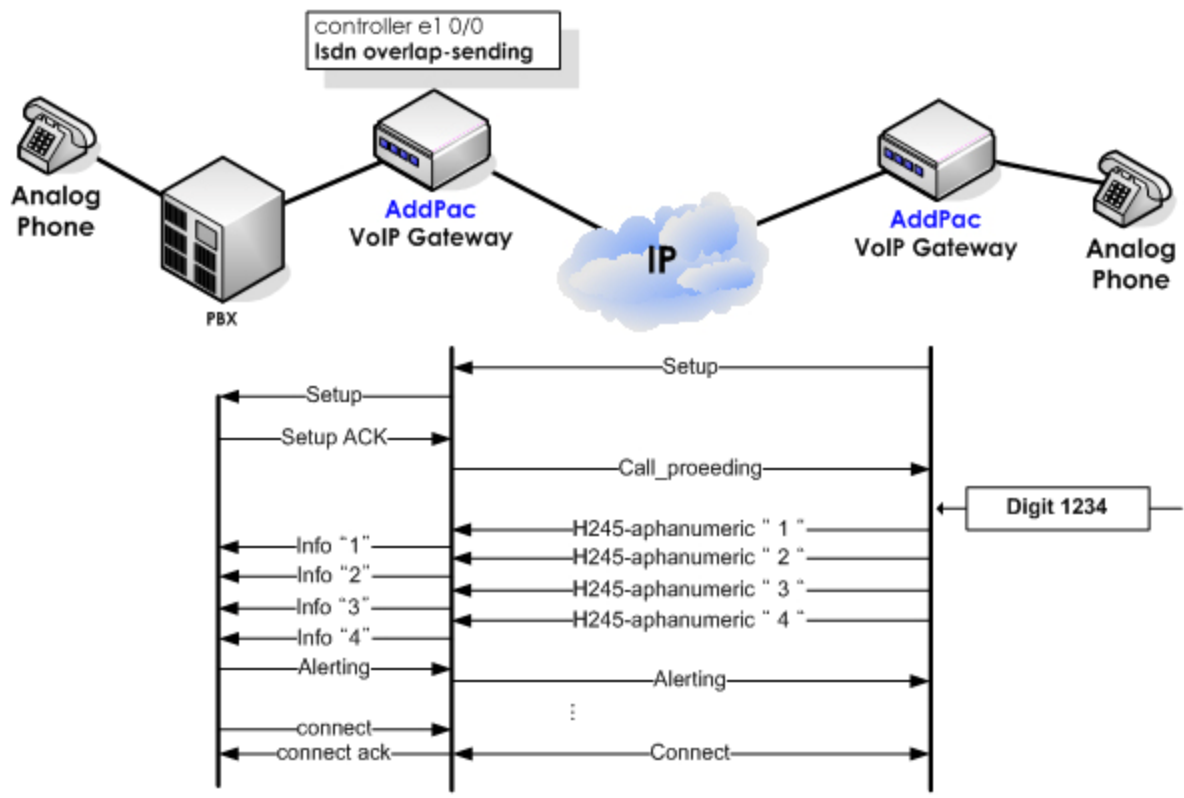 controller e1 0/0
Isdn overlap-sending
Analog
Phone
PBX
AddPac
VoIP Gateway
IP
AddPac
VoIP Gateway
Analog
Phone
Setup
Setup
Setup ACK
Call_proeeding
Digit 1234
H245-aphanumeric " 1 "
Info "1"
H245-aphanumeric " 2 "
Info "2"
H245-aphanumeric " 3 "
Info "3"
H245-aphanumeric " 4 "
Info "4"
Alerting
Alerting
⋮
connect
connect ack
Connect